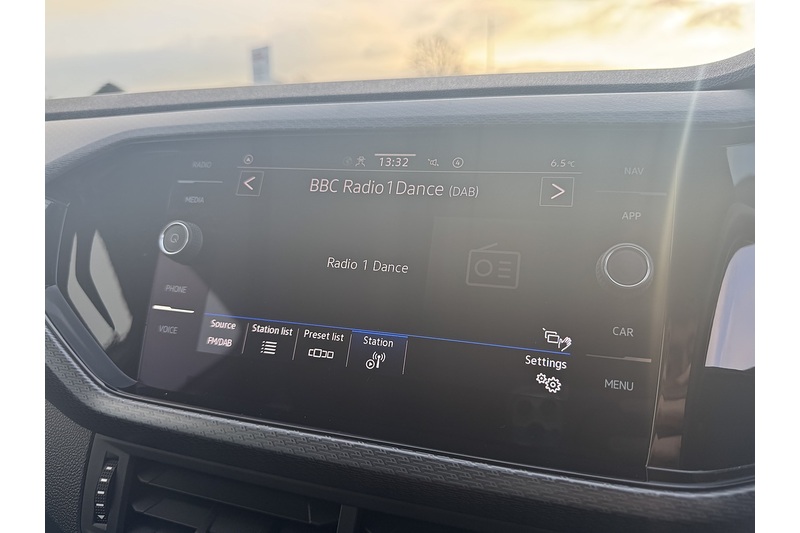 RADIO
MEDIA
PHONE
VOICE
13:32
6.5°C
< BBC Radio 1 Dance (DAB) >
Radio 1 Dance
Source
FM/DAB
Station list
Preset list
Station
Settings
NAV
APP
CAR
MENU